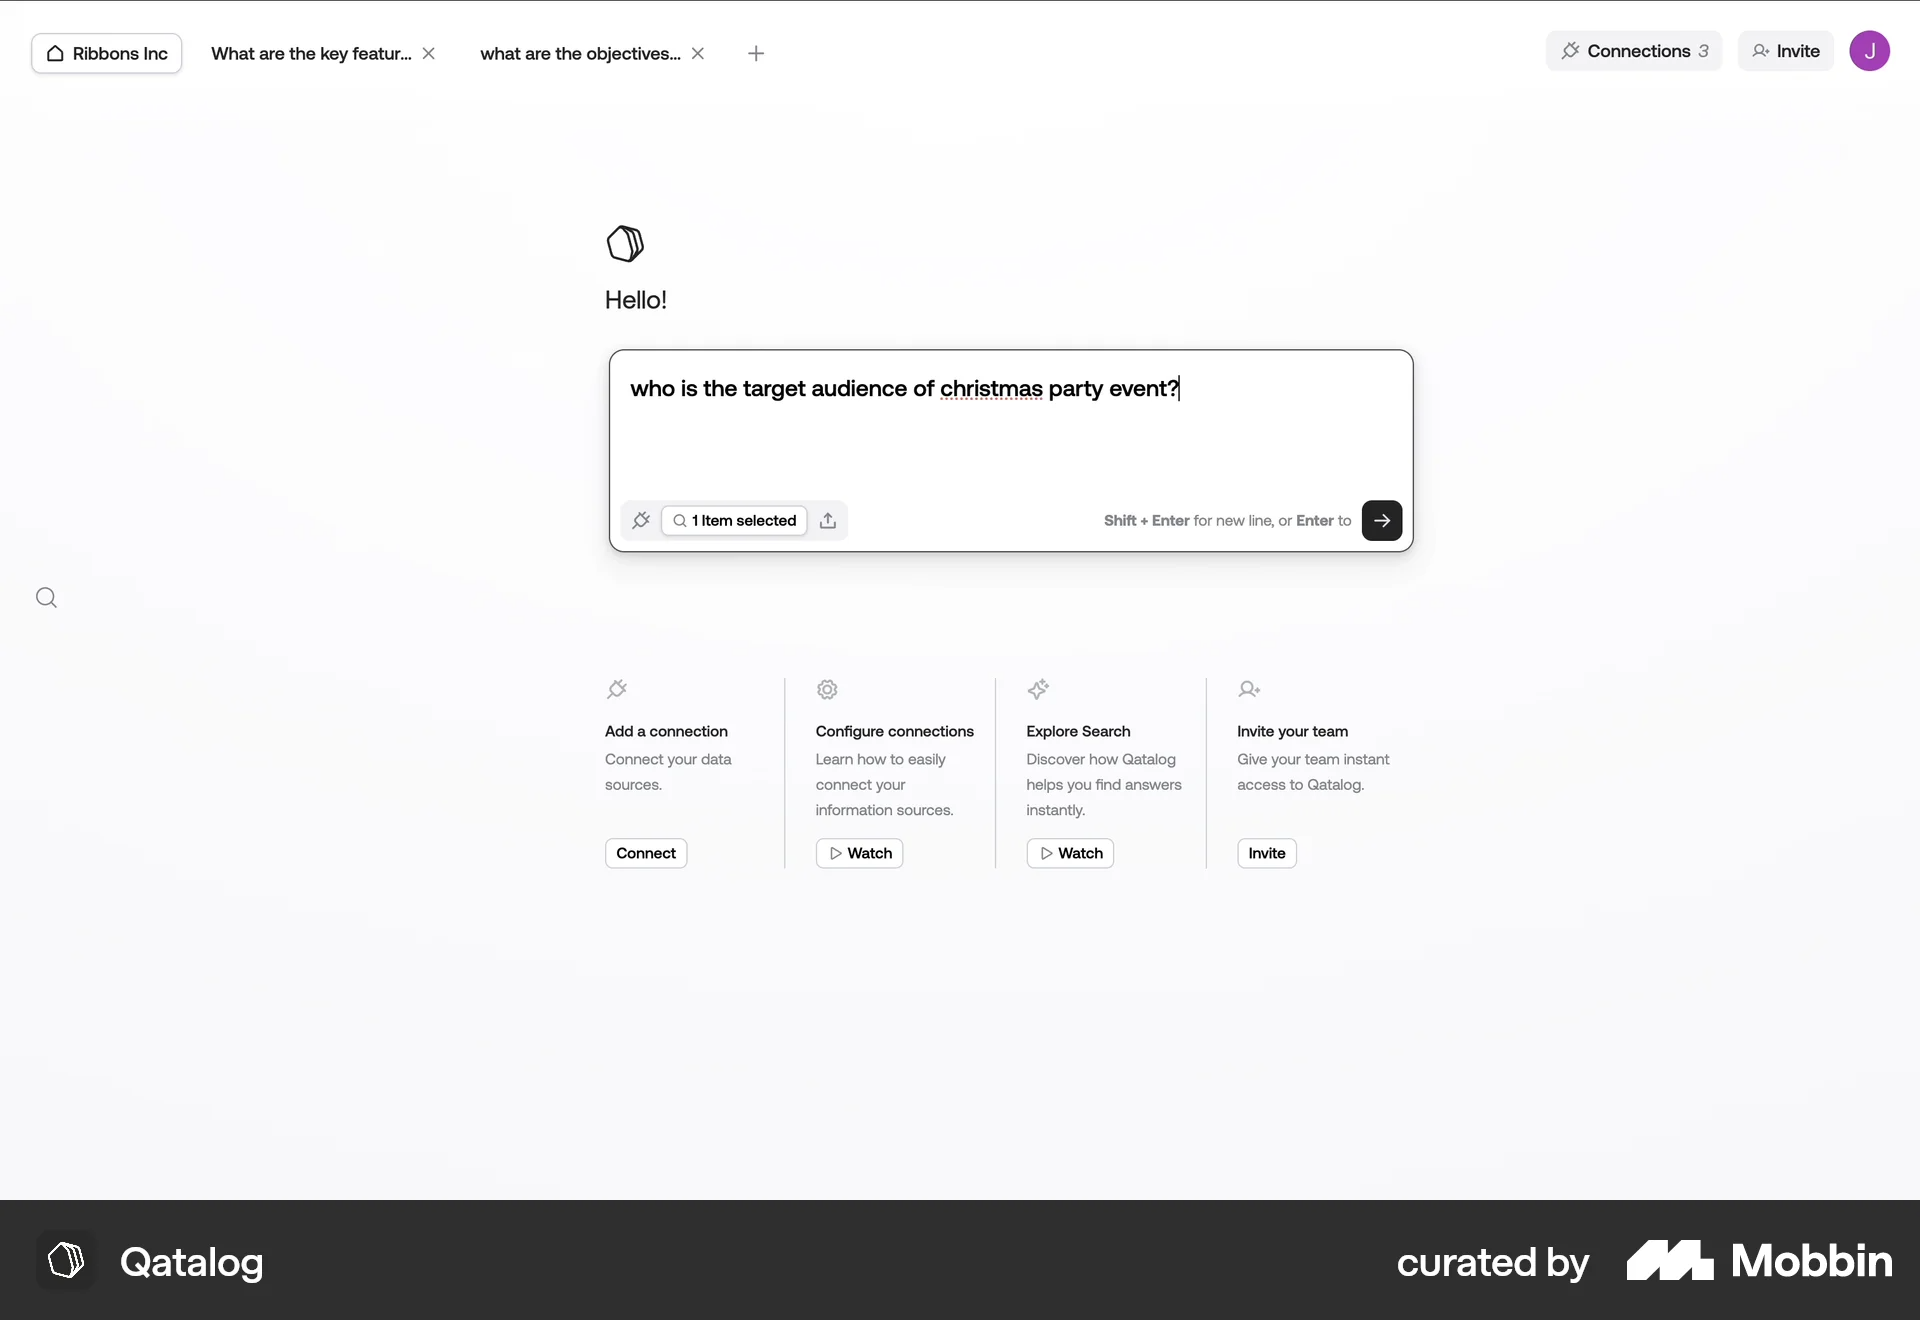 Ribbons Inc
What are the key featur...
what are the objectives...
Connections 3
Invite
J
Hello!
who is the target audience of christmas party event?
1 Item selected
Shift + Enter for new line, or Enter to
Add a connection
Connect your data
sources.
Connect
Configure connections
Learn how to easily
connect your
information sources.
Watch
Explore Search
Discover how Qatalog
helps you find answers
instantly.
Watch
Invite your team
Give your team instant
access to Qatalog.
Invite
Qatalog
curated by
Mobbin